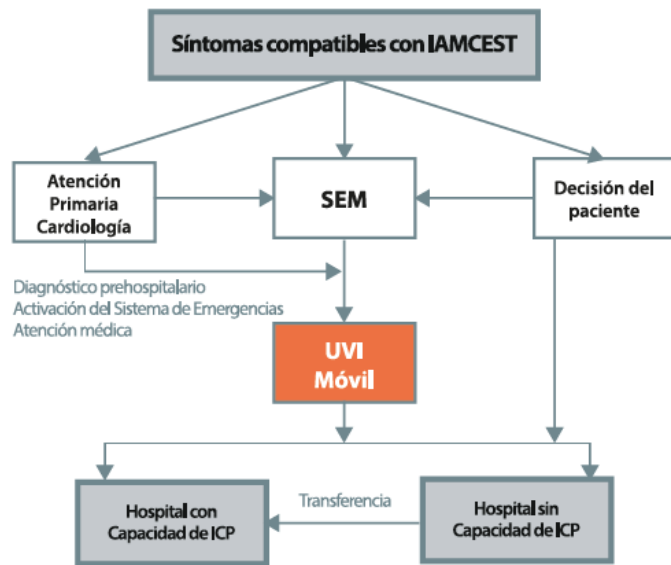 Síntomas compatibles con IAMCEST
Atención
Primaria
Cardiología
SEM
Decisión del
paciente
Diagnóstico prehospitalario
Activación del Sistema de Emergencias
Atención médica
UVI
Móvil
Hospital con
Capacidad de ICP
Transferencia
Hospital sin
Capacidad de ICP